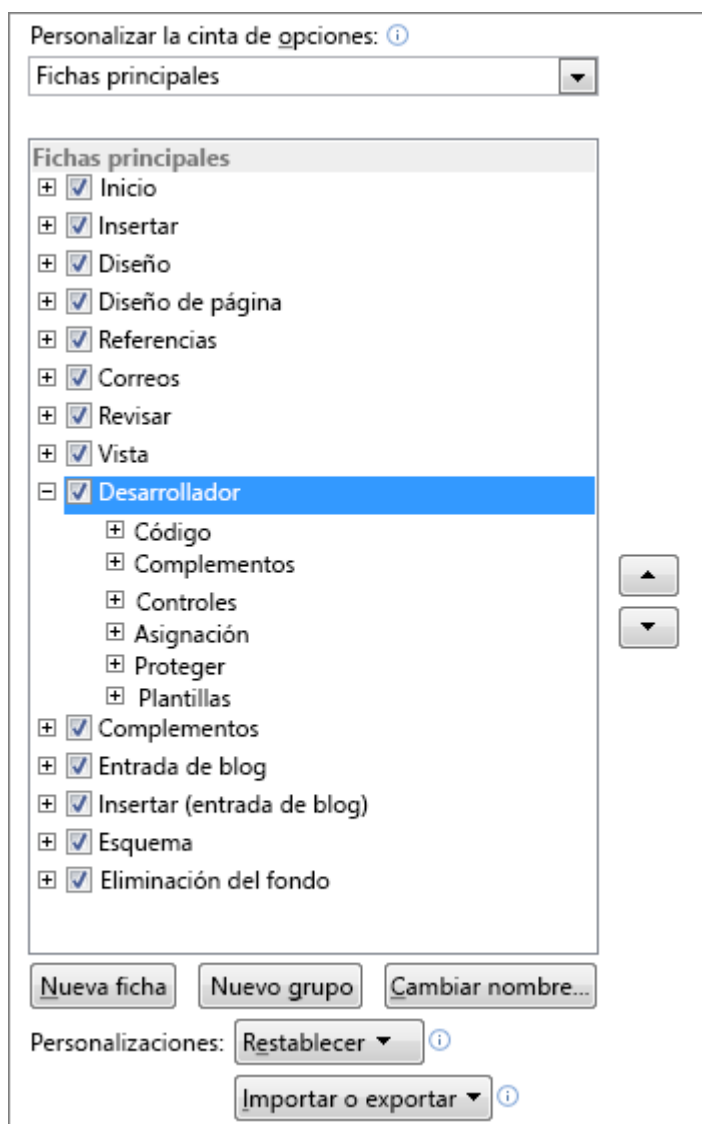 Personalizar la cinta de opciones:
Fichas principales
Fichas principales
Inicio
Insertar
Diseño
Diseño de página
Referencias
Correos
Revisar
Vista
Desarrollador
Código
Complementos
Controles
Asignación
Proteger
Plantillas
Complementos
Entrada de blog
Insertar (entrada de blog)
Esquema
Eliminación del fondo
Nueva ficha Nuevo grupo Cambiar nombre...
Personalizaciones: Restablecer
Importar o exportar